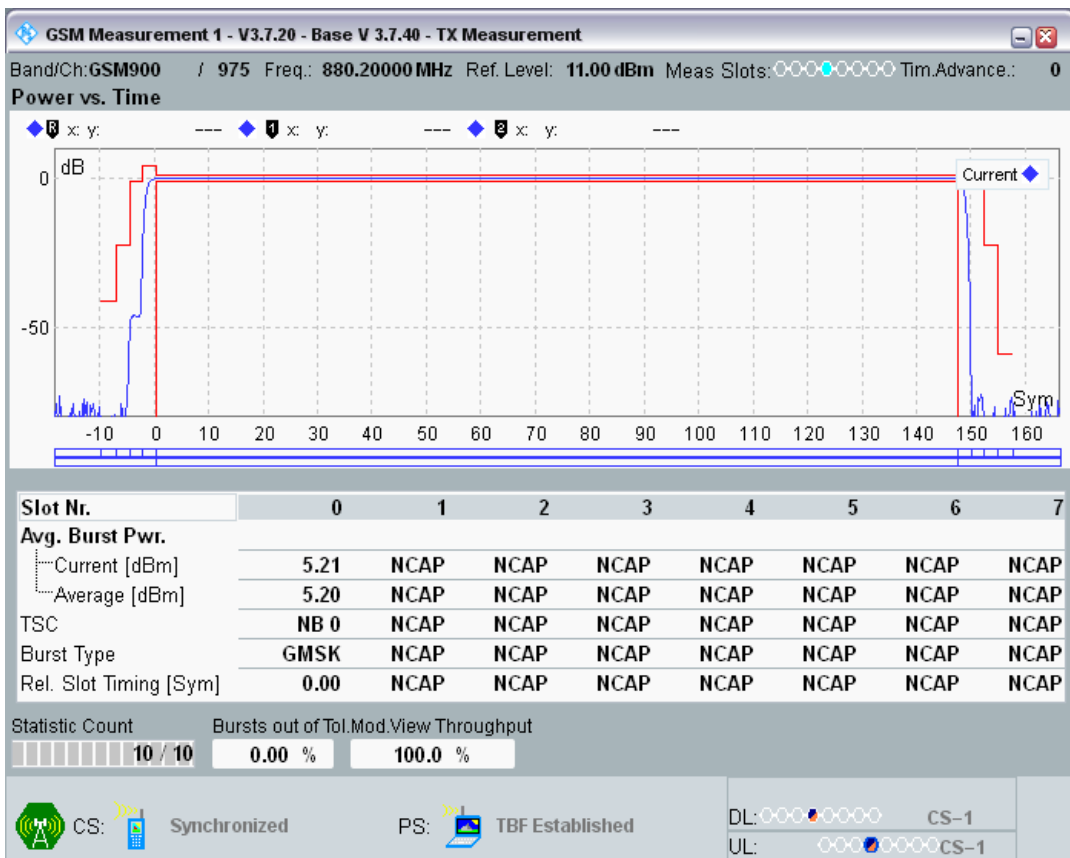 GSM Measurement 1 - V3.7.20 - Base V 3.7.40 - TX Measurement
Band/Ch:GSM900 / 975 Freq.: 880.20000 MHz Ref. Level: 11.00 dBm Meas Slots: Tim.Advance.: 0
Power vs. Time
R x: y: --- 1 x: y: --- 2 x: y: ---
dB
Current
0
-50
Sym
-10 0 10 20 30 40 50 60 70 80 90 100 110 120 130 140 150 160
Slot Nr. 0 1 2 3 4 5 6 7
Avg. Burst Pwr.
Current [dBm] 5.21 NCAP NCAP NCAP NCAP NCAP NCAP NCAP
Average [dBm] 5.20 NCAP NCAP NCAP NCAP NCAP NCAP NCAP
TSC NB 0 NCAP NCAP NCAP NCAP NCAP NCAP NCAP
Burst Type GMSK NCAP NCAP NCAP NCAP NCAP NCAP NCAP
Rel. Slot Timing [Sym] 0.00 NCAP NCAP NCAP NCAP NCAP NCAP NCAP
Statistic Count Bursts out of Tol.Mod.View Throughput
10 / 10 0.00 % 100.0 %
CS: Synchronized PS: TBF Established DL: CS-1
UL: CS-1